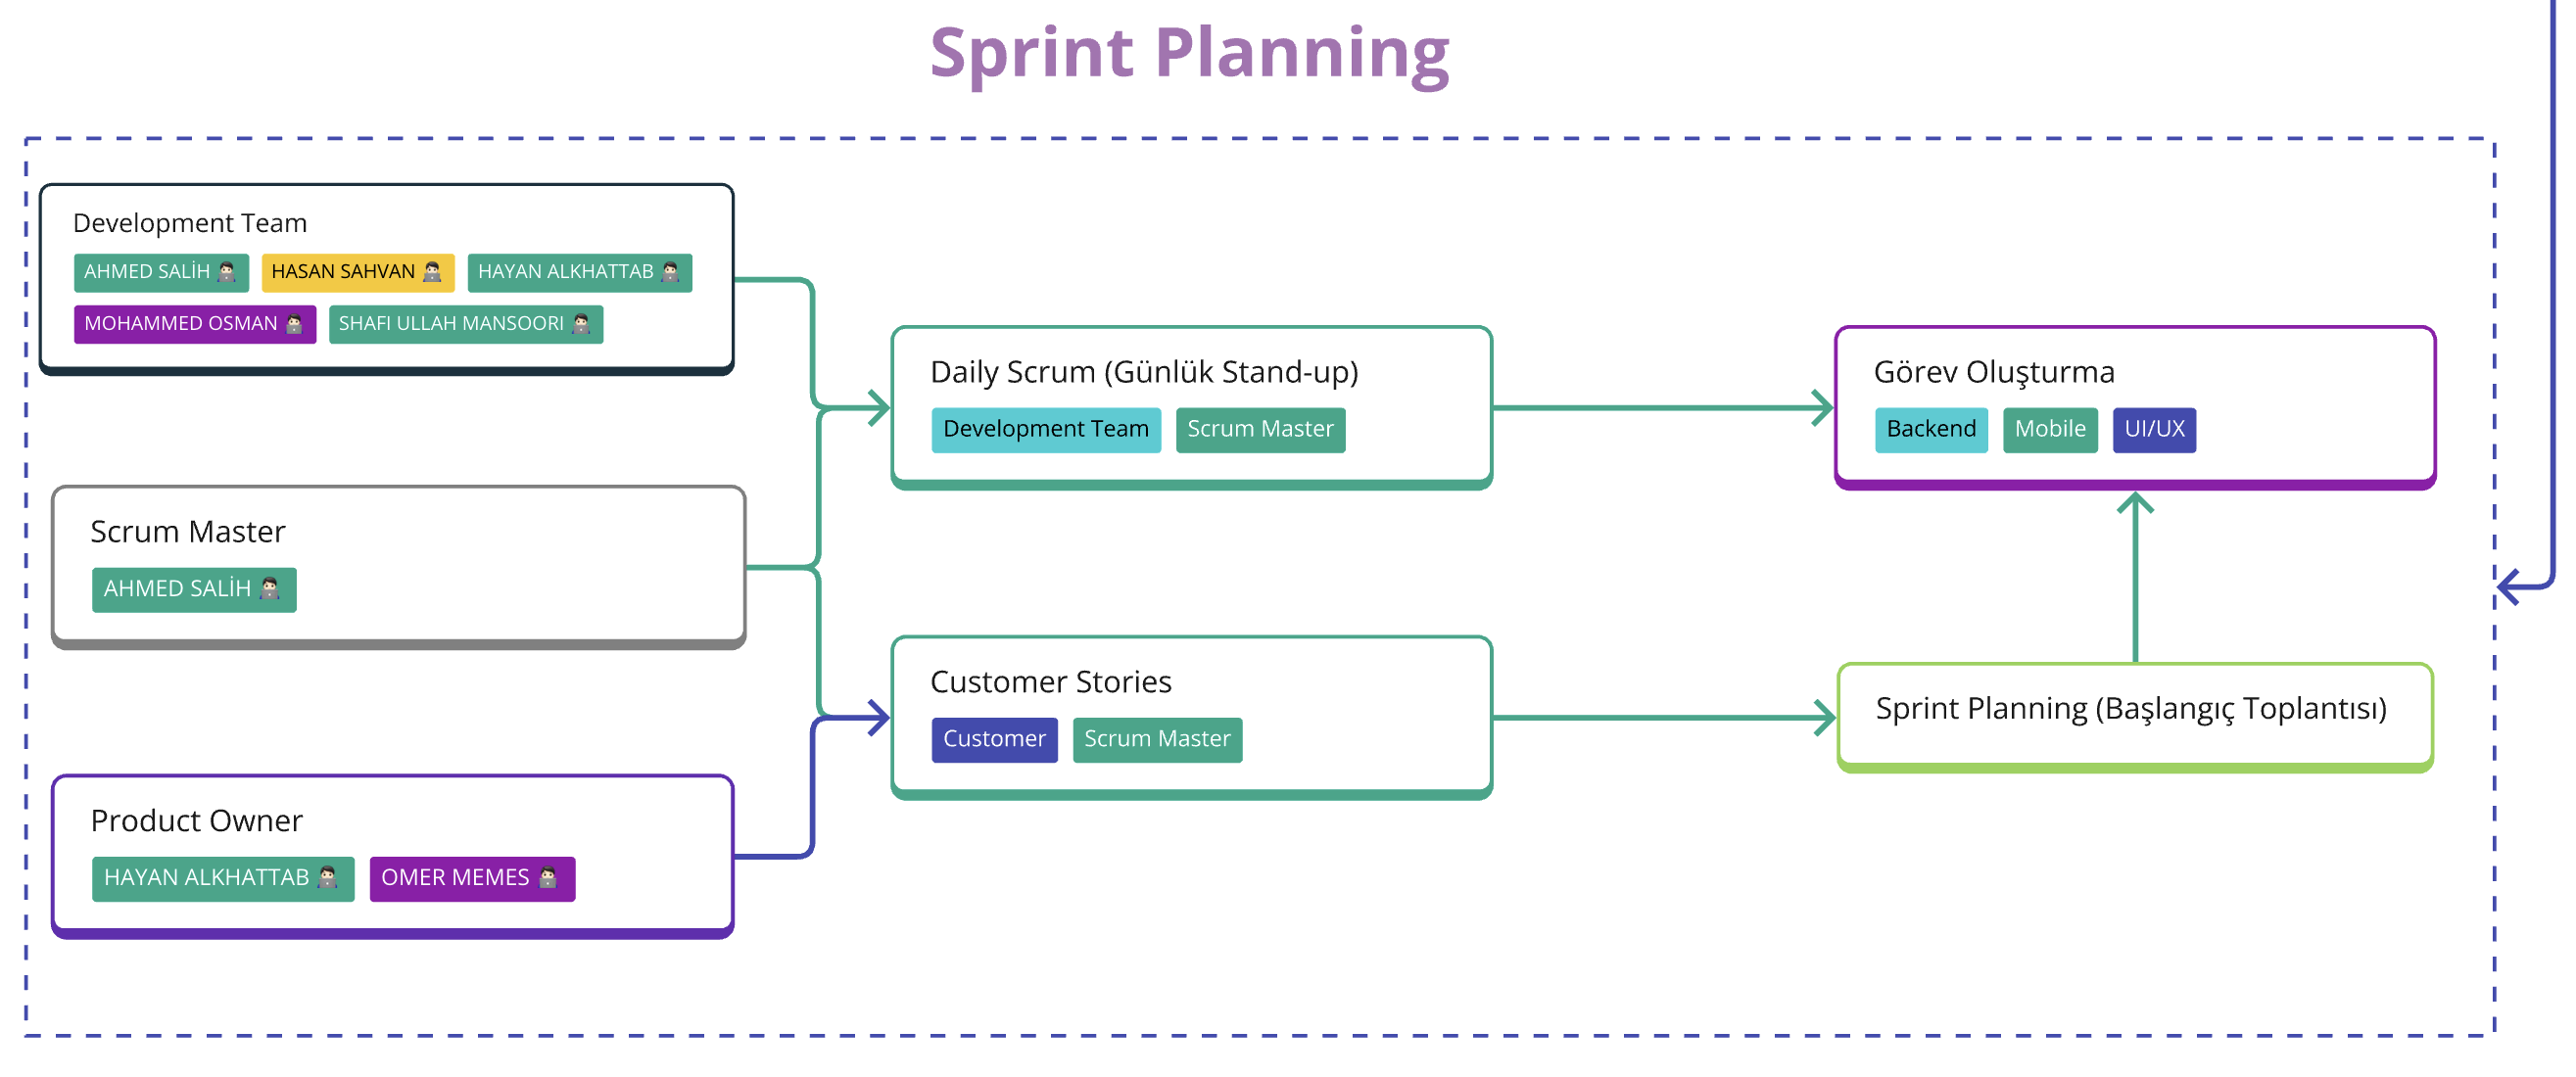 Sprint Planning
Development Team
AHMED SALİH HASAN SAHVAN HAYAN ALKHATTAB
MOHAMMED OSMAN SHAFI ULLAH MANSOORI
Scrum Master
AHMED SALİH
Product Owner
HAYAN ALKHATTAB OMER MEMES
Daily Scrum (Günlük Stand-up)
Development Team Scrum Master
Customer Stories
Customer Scrum Master
Görev Oluşturma
Backend Mobile UI/UX
Sprint Planning (Başlangıç Toplantısı)